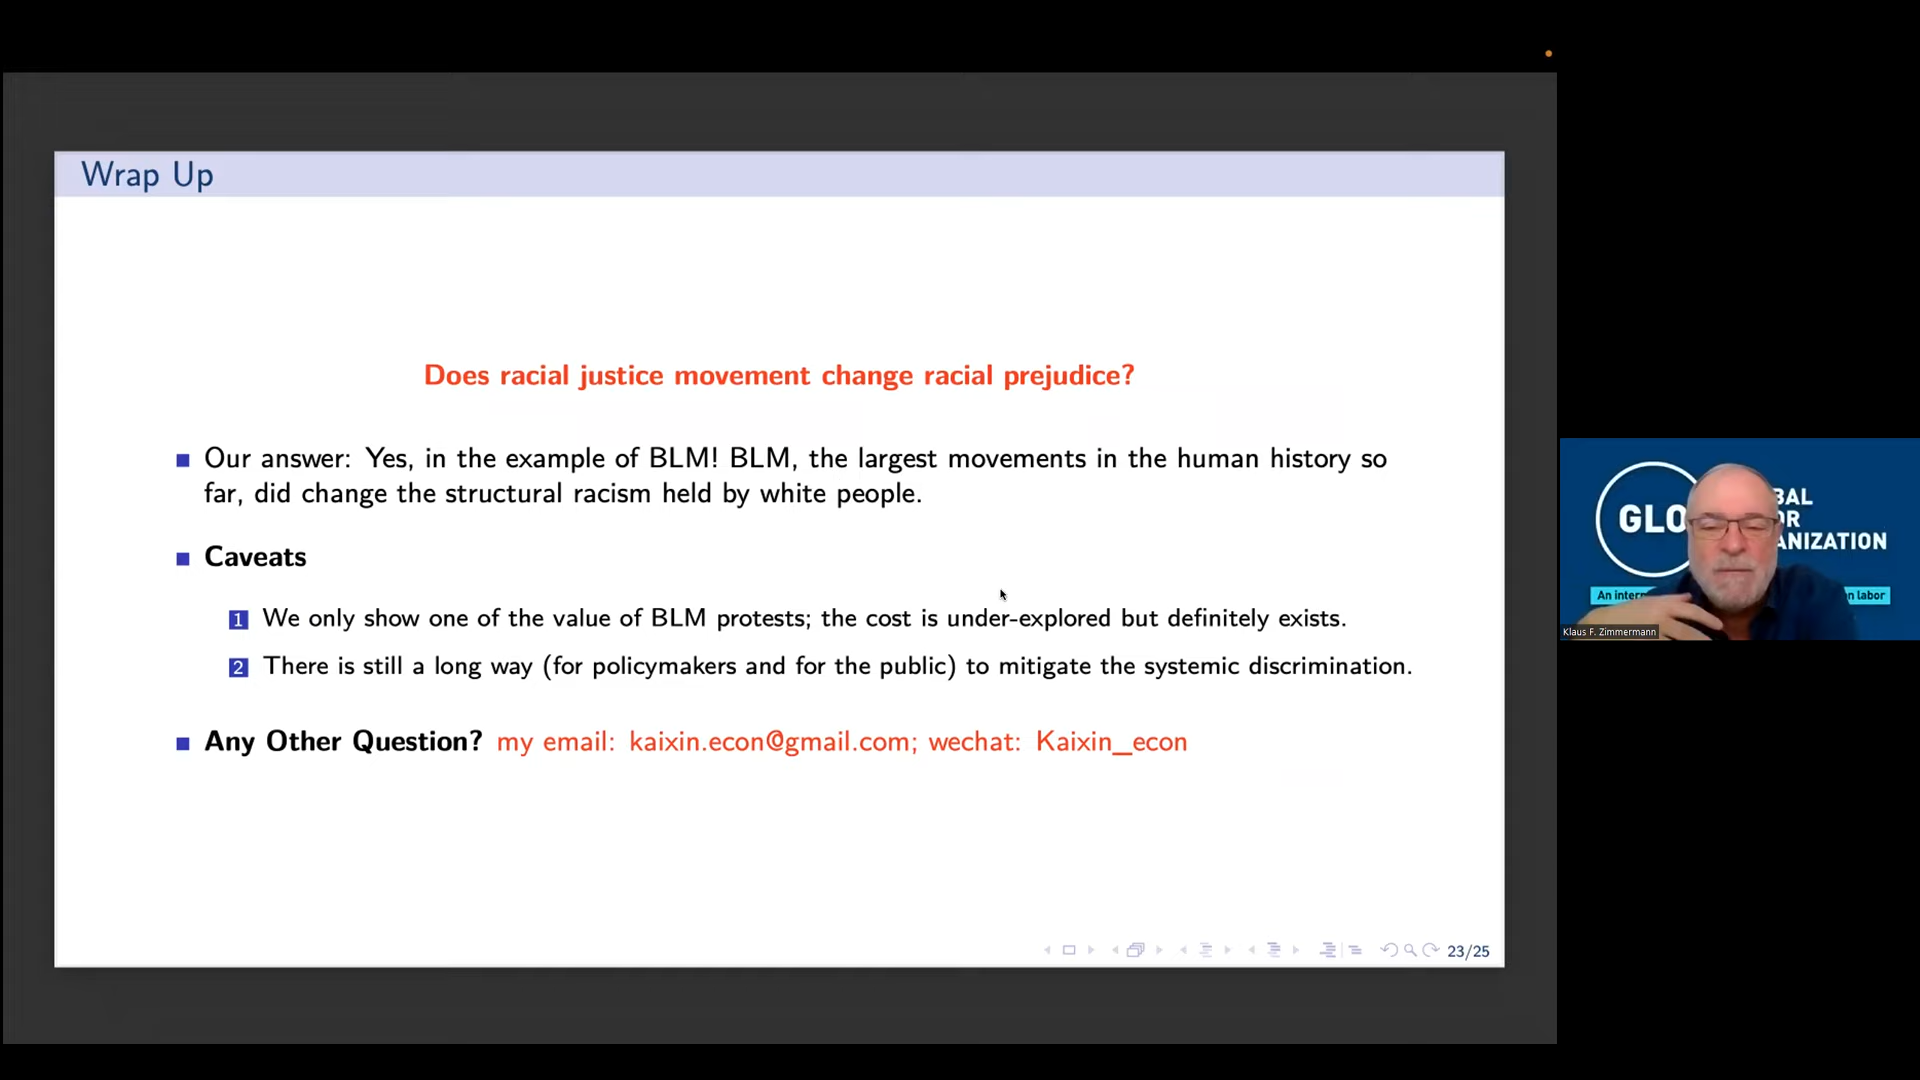 Wrap Up
Does racial justice movement change racial prejudice?
Our answer: Yes, in the example of BLM! BLM, the largest movements in the human history so
far, did change the structural racism held by white people.
Caveats
1 We only show one of the value of BLM protests; the cost is under-explored but definitely exists.
2 There is still a long way (for policymakers and for the public) to mitigate the systemic discrimination.
Any Other Question? my email: kaixin.econ@gmail.com; wechat: Kaixin_econ
23/25
GLO
ANIZATION
An
labor
Klaus F. Zimmermann